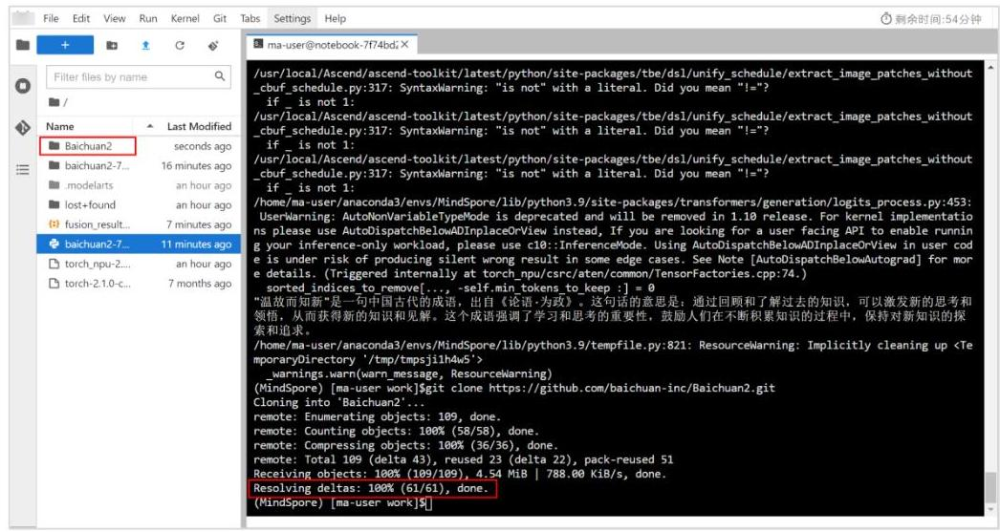 File Edit View Run Kernel Git Tabs Settings Help
剩余时间:54分钟
ma-user@notebook-7f74bd2
Filter files by name
/
Name Last Modified
Baichuan2 seconds ago
baichuan2-7... 16 minutes ago
.modelarts an hour ago
lost+found an hour ago
fusion_result... 7 minutes ago
baichuan2-7... 11 minutes ago
torch_npu-2.... an hour ago
torch-2.1.0-c... 7 months ago
/usr/local/Ascend/ascend-toolkit/latest/python/site-packages/tbe/dsl/unify_schedule/extract_image_patches_without
_cbuf_schedule.py:317: SyntaxWarning: "is not" with a literal. Did you mean "!="?
if _ is not 1:
/usr/local/Ascend/ascend-toolkit/latest/python/site-packages/tbe/dsl/unify_schedule/extract_image_patches_without
_cbuf_schedule.py:317: SyntaxWarning: "is not" with a literal. Did you mean "!="?
if _ is not 1:
/usr/local/Ascend/ascend-toolkit/latest/python/site-packages/tbe/dsl/unify_schedule/extract_image_patches_without
_cbuf_schedule.py:317: SyntaxWarning: "is not" with a literal. Did you mean "!="?
if _ is not 1:
/home/ma-user/anaconda3/envs/MindSpore/lib/python3.9/site-packages/transformers/generation/logits_process.py:453:
UserWarning: AutoNonVariableTypeMode is deprecated and will be removed in 1.10 release. For kernel implementatio
ns please use AutoDispatchBelowADInplaceOrView instead, If you are looking for a user facing API to enable runnin
g your inference-only workload, please use c10::InferenceMode. Using AutoDispatchBelowADInplaceOrView in user cod
e is under risk of producing silent wrong result in some edge cases. See Note [AutoDispatchBelowAutograd] for mor
e details. (Triggered internally at torch_npu/csrc/aten/common/TensorFactories.cpp:74.)
sorted_indices_to_remove[..., -self.min_tokens_to_keep :] = 0
"温故而知新"是一句中国古代的成语，出自《论语·为政》。这句话的意思是：通过回顾和了解过去的知识，可以激发新的思考和
领悟，从而获得新的知识和见解。这个成语强调了学习和思考的重要性，鼓励人们在不断积累知识的过程中，保持对新知识的探
索和追求。
/home/ma-user/anaconda3/envs/MindSpore/lib/python3.9/tempfile.py:821: ResourceWarning: Implicitly cleaning up <Te
mporaryDirectory '/tmp/tmpsji1h4w5'>
_warnings.warn(warn_message, ResourceWarning)
(MindSpore) [ma-user work]$git clone https://github.com/baichuan-inc/Baichuan2.git
Cloning into 'Baichuan2'...
remote: Enumerating objects: 109, done.
remote: Counting objects: 100% (58/58), done.
remote: Compressing objects: 100% (36/36), done.
remote: Total 109 (delta 43), reused 23 (delta 22), pack-reused 51
Receiving objects: 100% (109/109), 4.54 MiB | 788.00 KiB/s, done.
Resolving deltas: 100% (61/61), done.
(MindSpore) [ma-user work]$